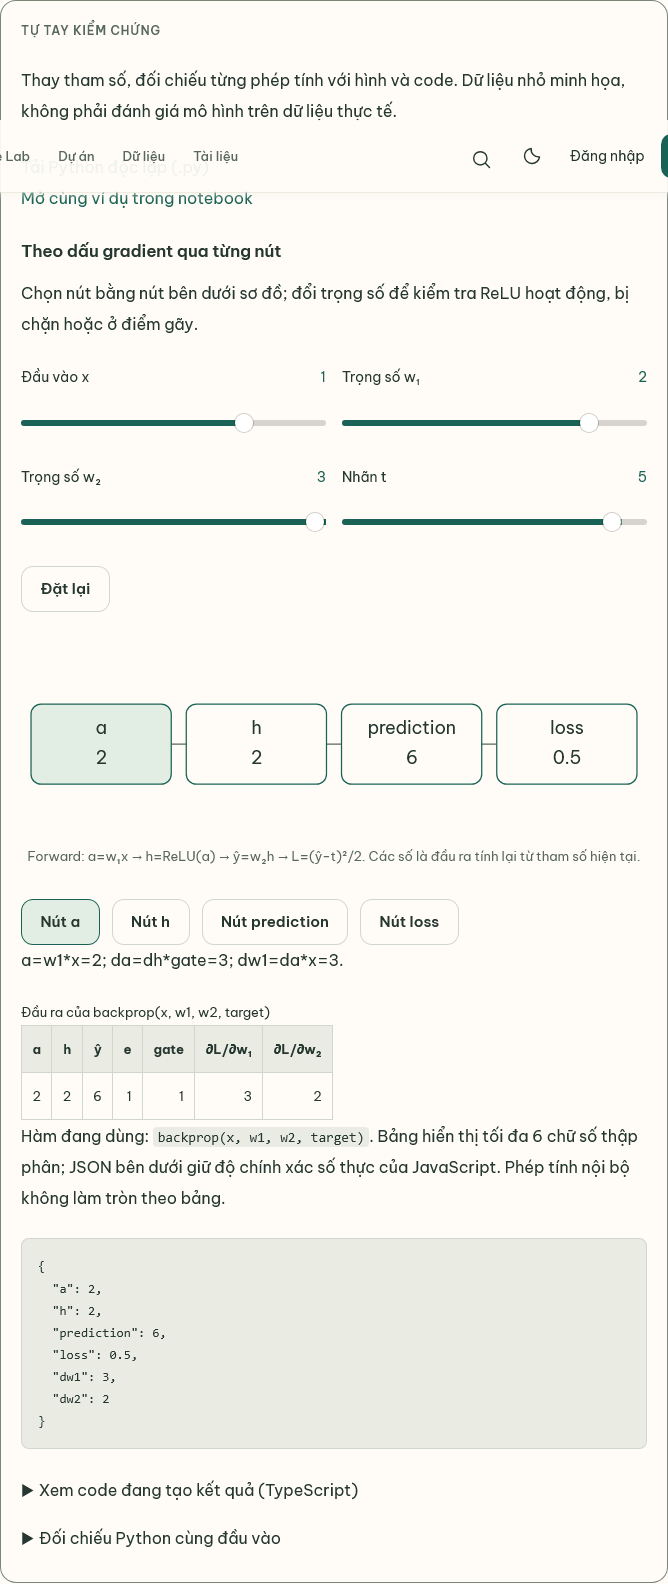 TỰ TAY KIỂM CHỨNG
Thay tham số, đối chiếu từng phép tính với hình và code. Dữ liệu nhỏ minh họa,
không phải đánh giá mô hình trên dữ liệu thực tế.
Lab Dự án Dữ liệu Tài liệu Đăng nhập
Tải Python độc lập (.py)
Mở cùng ví dụ trong notebook
Theo dấu gradient qua từng nút
Chọn nút bằng nút bên dưới sơ đồ; đổi trọng số để kiểm tra ReLU hoạt động, bị
chặn hoặc ở điểm gãy.
Đầu vào x 1 Trọng số w₁ 2
Trọng số w₂ 3 Nhãn t 5
Đặt lại
a h prediction loss
2 2 6 0.5
Forward: a=w₁x → h=ReLU(a) → ŷ=w₂h → L=(ŷ−t)²/2. Các số là đầu ra tính lại từ tham số hiện tại.
Nút a Nút h Nút prediction Nút loss
a=w1*x=2; da=dh*gate=3; dw1=da*x=3.
Đầu ra của backprop(x, w1, w2, target)
a h ŷ e gate ∂L/∂w₁ ∂L/∂w₂
2 2 6 1 1 3 2
Hàm đang dùng: backprop(x, w1, w2, target). Bảng hiển thị tối đa 6 chữ số thập
phân; JSON bên dưới giữ độ chính xác số thực của JavaScript. Phép tính nội bộ
không làm tròn theo bảng.
{
"a": 2,
"h": 2,
"prediction": 6,
"loss": 0.5,
"dw1": 3,
"dw2": 2
}
▶ Xem code đang tạo kết quả (TypeScript)
▶ Đối chiếu Python cùng đầu vào